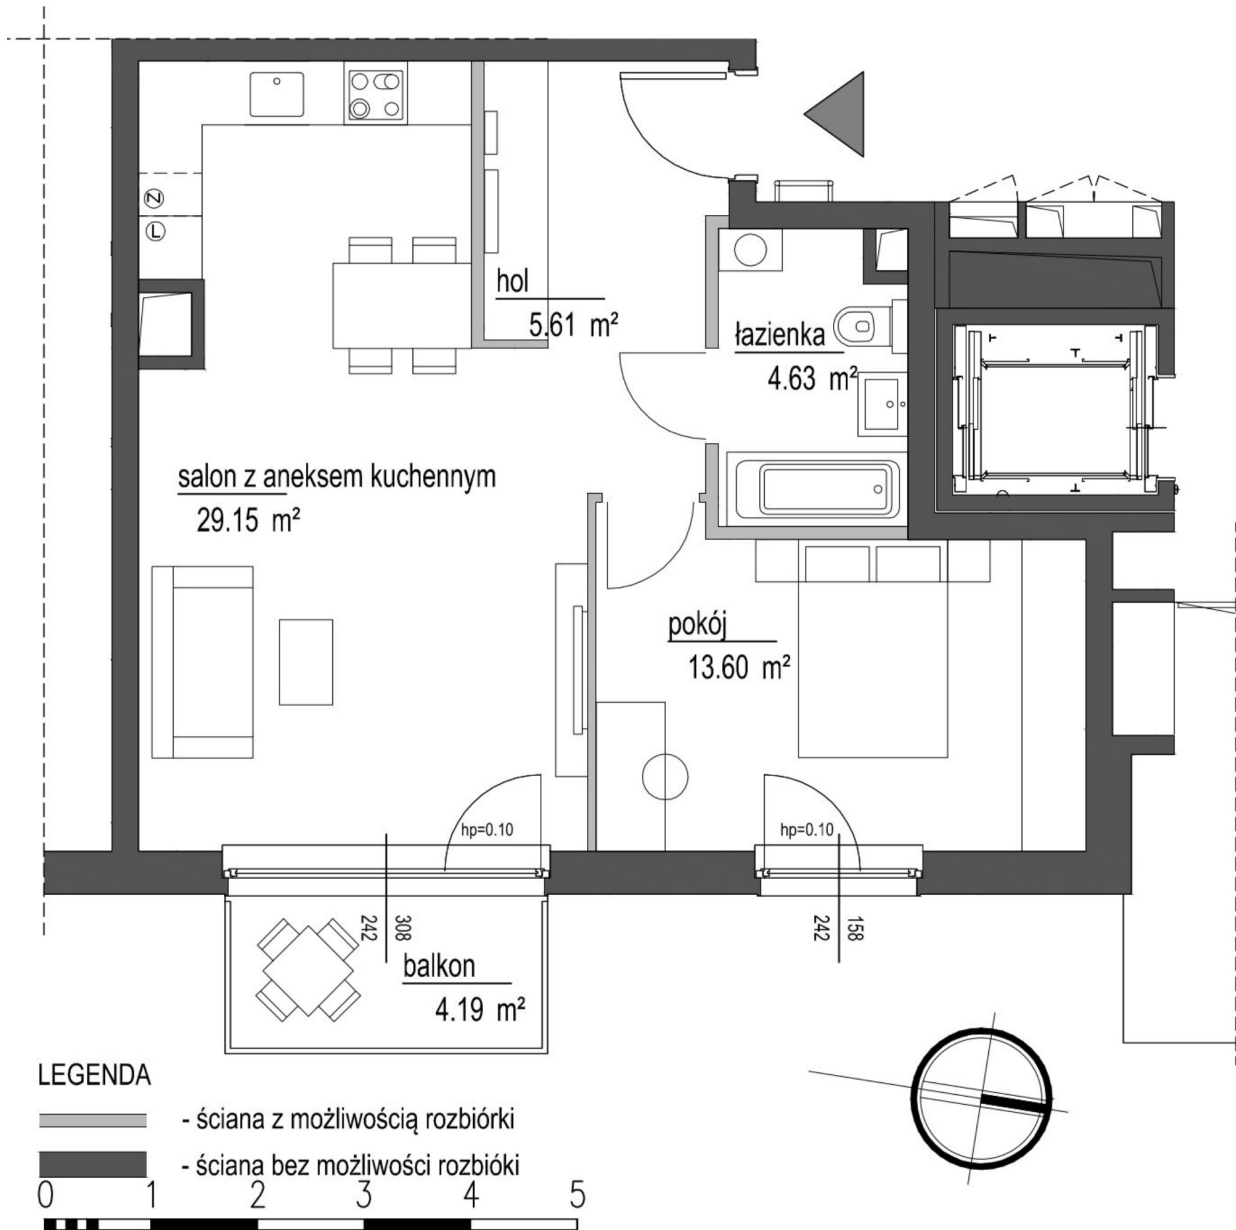 Z
L
hol
5.61 m²
łazienka
4.63 m²
salon z aneksem kuchennym
29.15 m²
pokój
13.60 m²
hp=0.10
hp=0.10
308
242
158
242
balkon
4.19 m²
LEGENDA
- ściana z możliwością rozbiórki
- ściana bez możliwości rozbióki
0 1 2 3 4 5